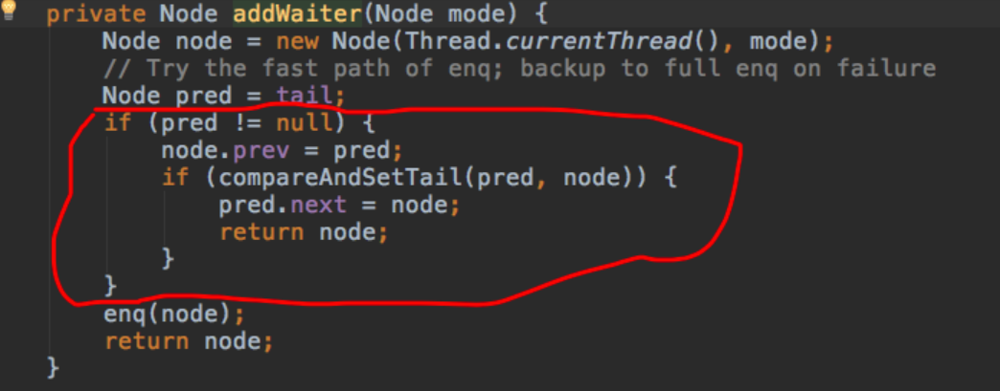 private Node addWaiter(Node mode) {
Node node = new Node(Thread.currentThread(), mode);
// Try the fast path of enq; backup to full enq on failure
Node pred = tail;
if (pred != null) {
node.prev = pred;
if (compareAndSetTail(pred, node)) {
pred.next = node;
return node;
}
}
enq(node);
return node;
}